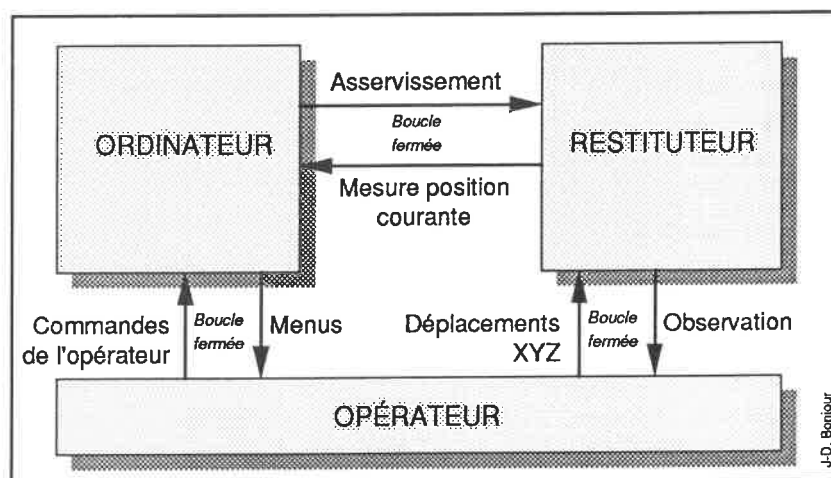 Asservissement
ORDINATEUR
Boucle
fermée
RESTITUTEUR
Mesure position
courante
Commandes
de l'opérateur
Boucle
fermée
Menus
Déplacements
XYZ
Boucle
fermée
Observation
OPÉRATEUR
J-D. Bonjour